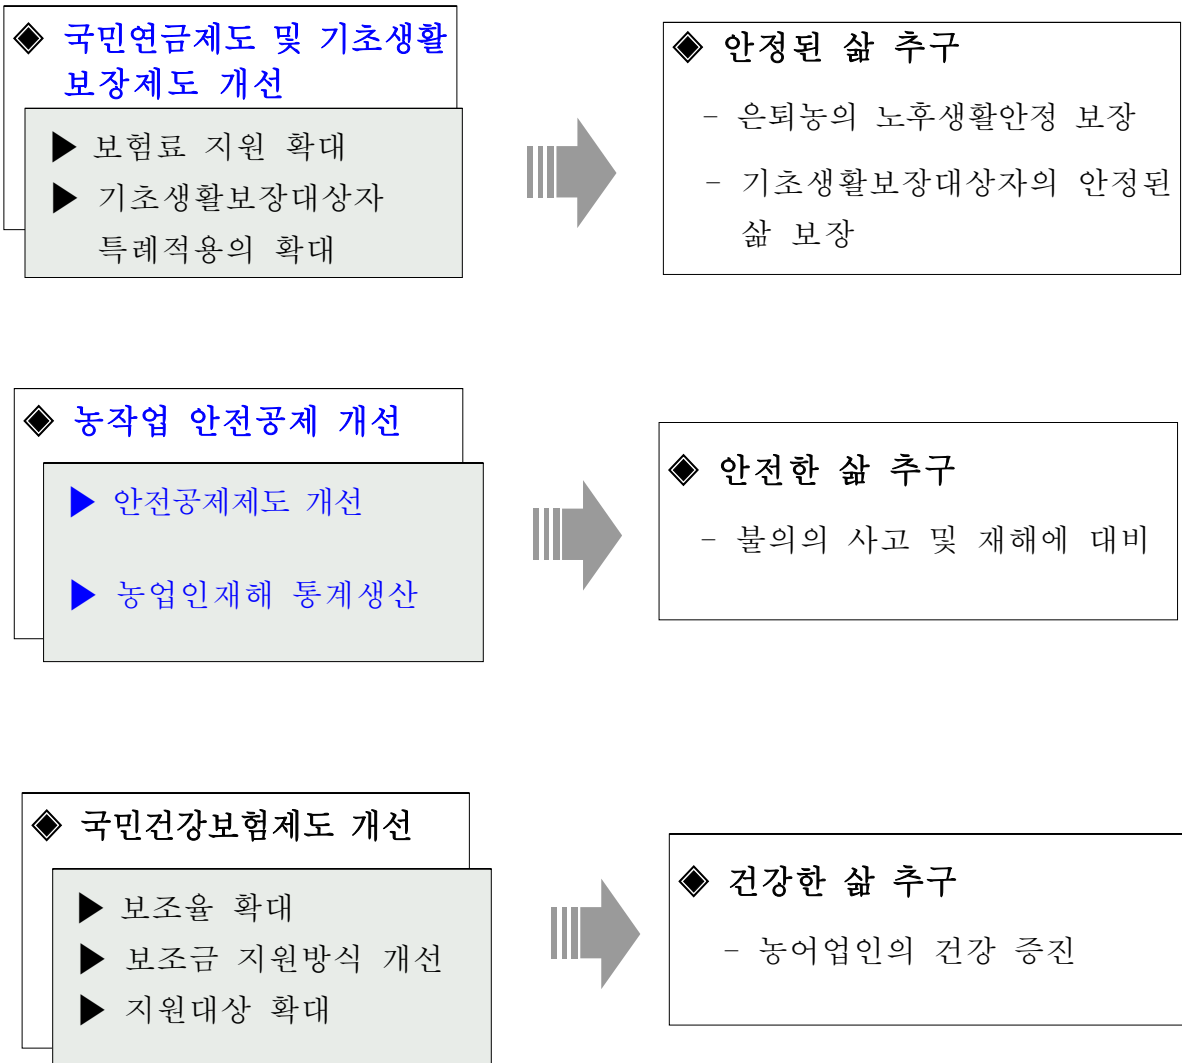 ◈ 국민연금제도 및 기초생활
보장제도 개선
▶ 보험료 지원 확대
▶ 기초생활보장대상자
특례적용의 확대
◈ 안정된 삶 추구
- 은퇴농의 노후생활안정 보장
- 기초생활보장대상자의 안정된
삶 보장
◈ 농작업 안전공제 개선
▶ 안전공제제도 개선
▶ 농업인재해 통계생산
◈ 안전한 삶 추구
- 불의의 사고 및 재해에 대비
◈ 국민건강보험제도 개선
▶ 보조율 확대
▶ 보조금 지원방식 개선
▶ 지원대상 확대
◈ 건강한 삶 추구
- 농어업인의 건강 증진